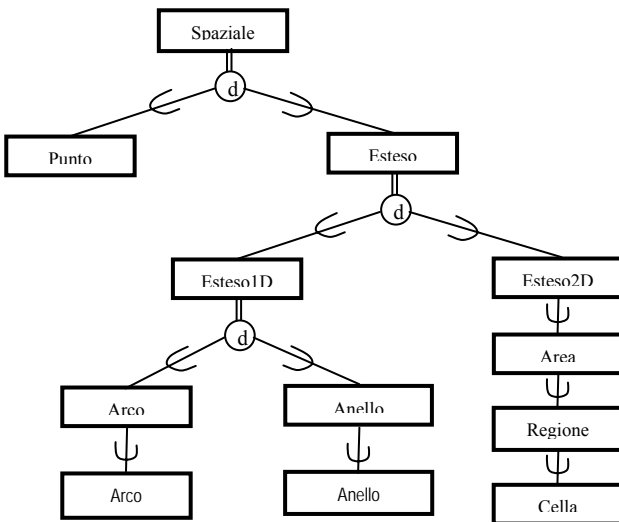 Spaziale
d
Punto
Esteso
d
Esteso1D
Esteso2D
d
Area
Arco
Anello
Regione
Arco
Anello
Cella